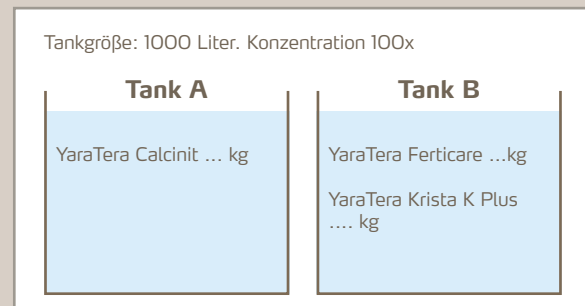 Tankgröße: 1000 Liter. Konzentration 100x
Tank A
YaraTera Calcinit ... kg
Tank B
YaraTera Ferticare ...kg
YaraTera Krista K Plus
.... kg